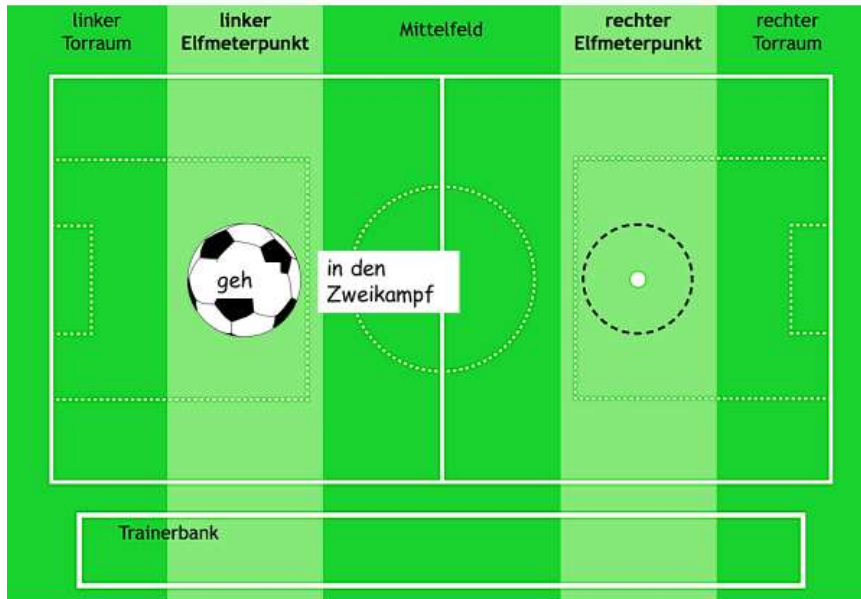 linker
Torraum
linker
Elfmeterpunkt
Mittelfeld
rechter
Elfmeterpunkt
rechter
Torraum
geh
in den
Zweikampf
Trainerbank